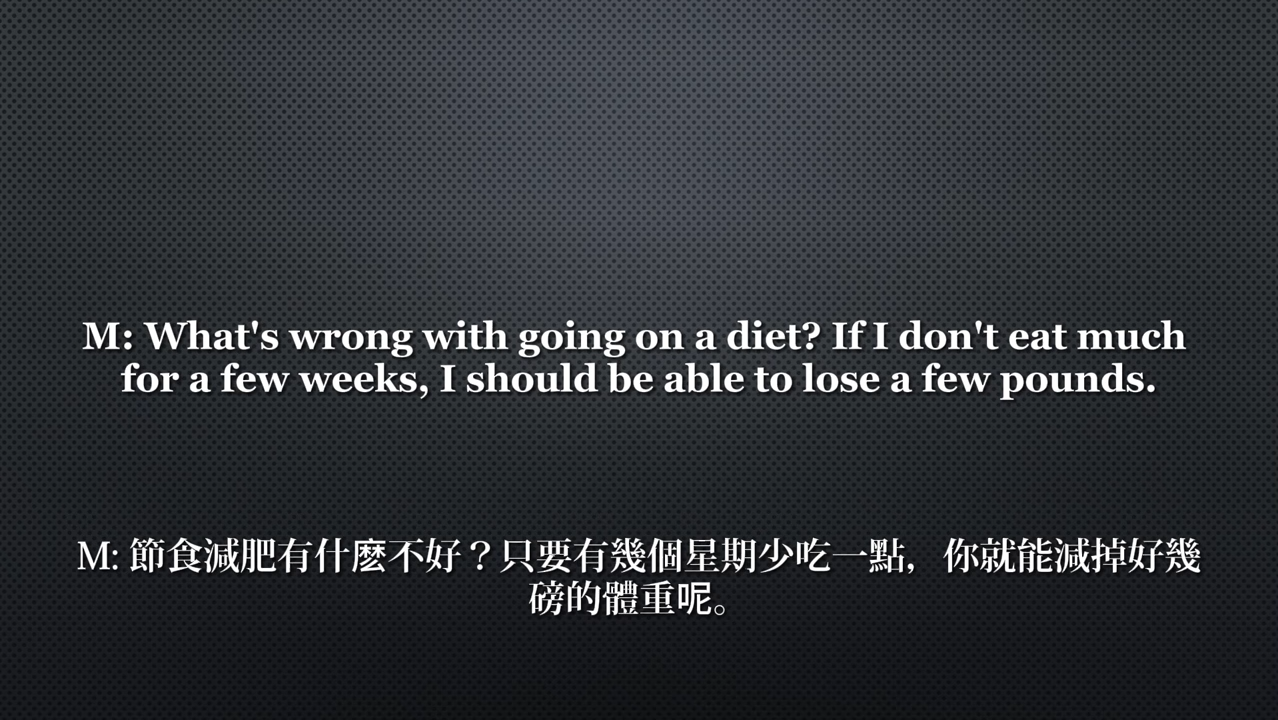 M: What's wrong with going on a diet? If I don't eat much
for a few weeks, I should be able to lose a few pounds.
M: 節食減肥有什麽不好？只要有幾個星期少吃一點，你就能減掉好幾
磅的體重呢。